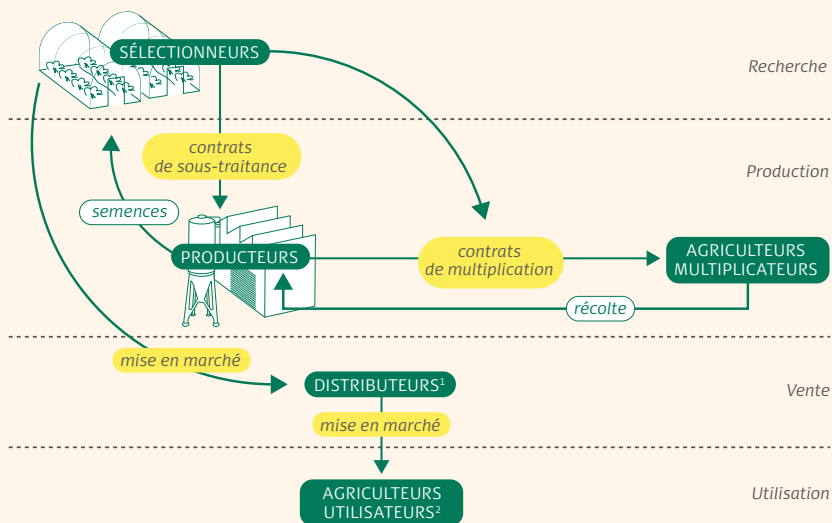 SÉLECTIONNEURS
Recherche
contrats
de sous-traitance
Production
semences
PRODUCTEURS
contrats
de multiplication
AGRICULTEURS
MULTIPLICATEURS
récolte
mise en marché
DISTRIBUTEURS¹
Vente
mise en marché
AGRICULTEURS
UTILISATEURS²
Utilisation